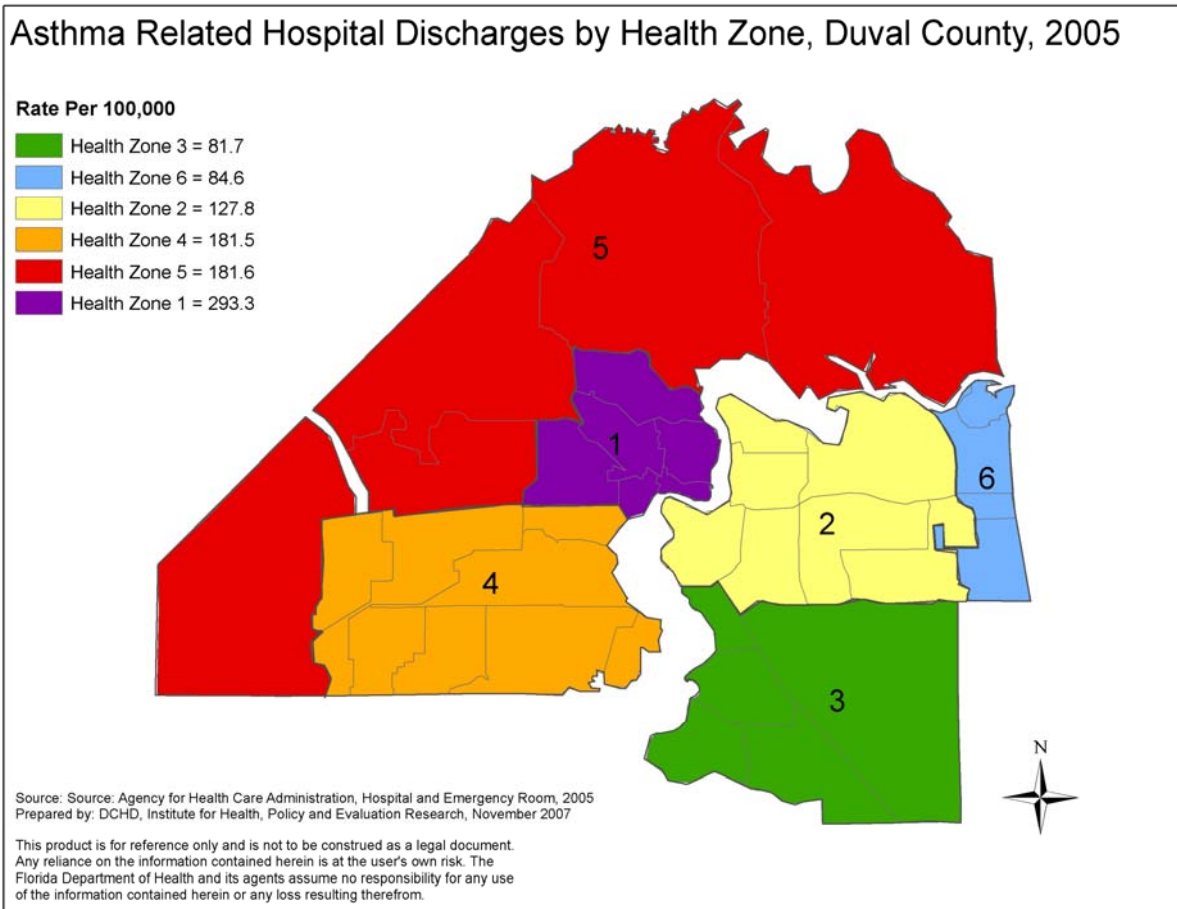 Asthma Related Hospital Discharges by Health Zone, Duval County, 2005
Rate Per 100,000
Health Zone 3 = 81.7
Health Zone 6 = 84.6
Health Zone 2 = 127.8
Health Zone 4 = 181.5
Health Zone 5 = 181.6
Health Zone 1 = 293.3
5
1
6
2
4
3
N
Source: Source: Agency for Health Care Administration, Hospital and Emergency Room, 2005
Prepared by: DCHD, Institute for Health, Policy and Evaluation Research, November 2007
This product is for reference only and is not to be construed as a legal document.
Any reliance on the information contained herein is at the user's own risk. The
Florida Department of Health and its agents assume no responsibility for any use
of the information contained herein or any loss resulting therefrom.